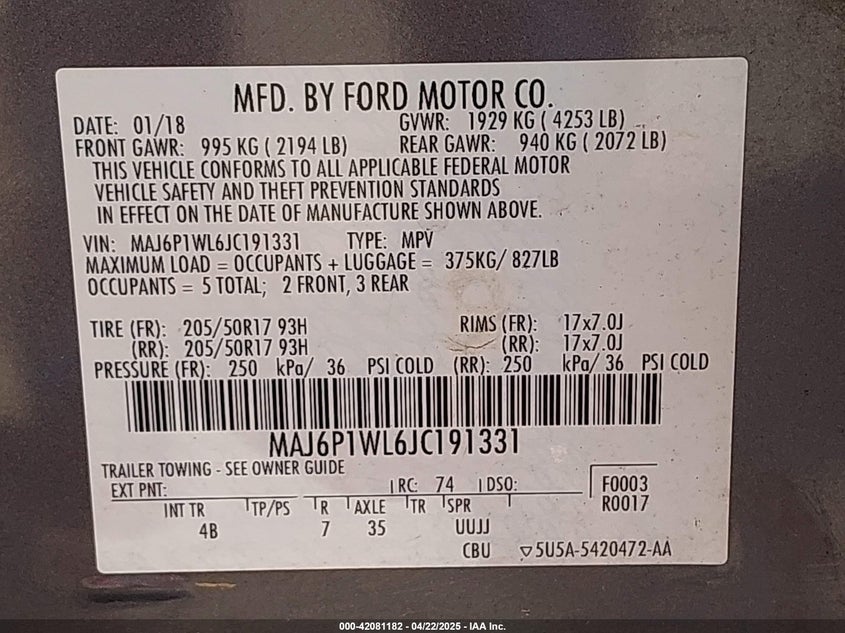 MFD. BY FORD MOTOR CO.
DATE: 01/18 GVWR: 1929 KG ( 4253 LB)
FRONT GAWR: 995 KG ( 2194 LB) REAR GAWR: 940 KG ( 2072 LB)
THIS VEHICLE CONFORMS TO ALL APPLICABLE FEDERAL MOTOR
VEHICLE SAFETY AND THEFT PREVENTION STANDARDS
IN EFFECT ON THE DATE OF MANUFACTURE SHOWN ABOVE.
VIN: MAJ6P1WL6JC191331 TYPE: MPV
MAXIMUM LOAD = OCCUPANTS + LUGGAGE = 375KG/ 827LB
OCCUPANTS = 5 TOTAL; 2 FRONT, 3 REAR
TIRE (FR): 205/50R17 93H RIMS (FR): 17x7.0J
(RR): 205/50R17 93H (RR): 17x7.0J
PRESSURE (FR): 250 kPa/ 36 PSI COLD (RR): 250 kPa/ 36 PSI COLD
MAJ6P1WL6JC191331
TRAILER TOWING - SEE OWNER GUIDE
EXT PNT: RC: 74 DSO: F0003
R0017
INT TR TP/PS R AXLE TR SPR
4B 7 35 UUJJ
CBU ▽5U5A-5420472-AA
000-42081182 - 04/22/2025 - IAA Inc.